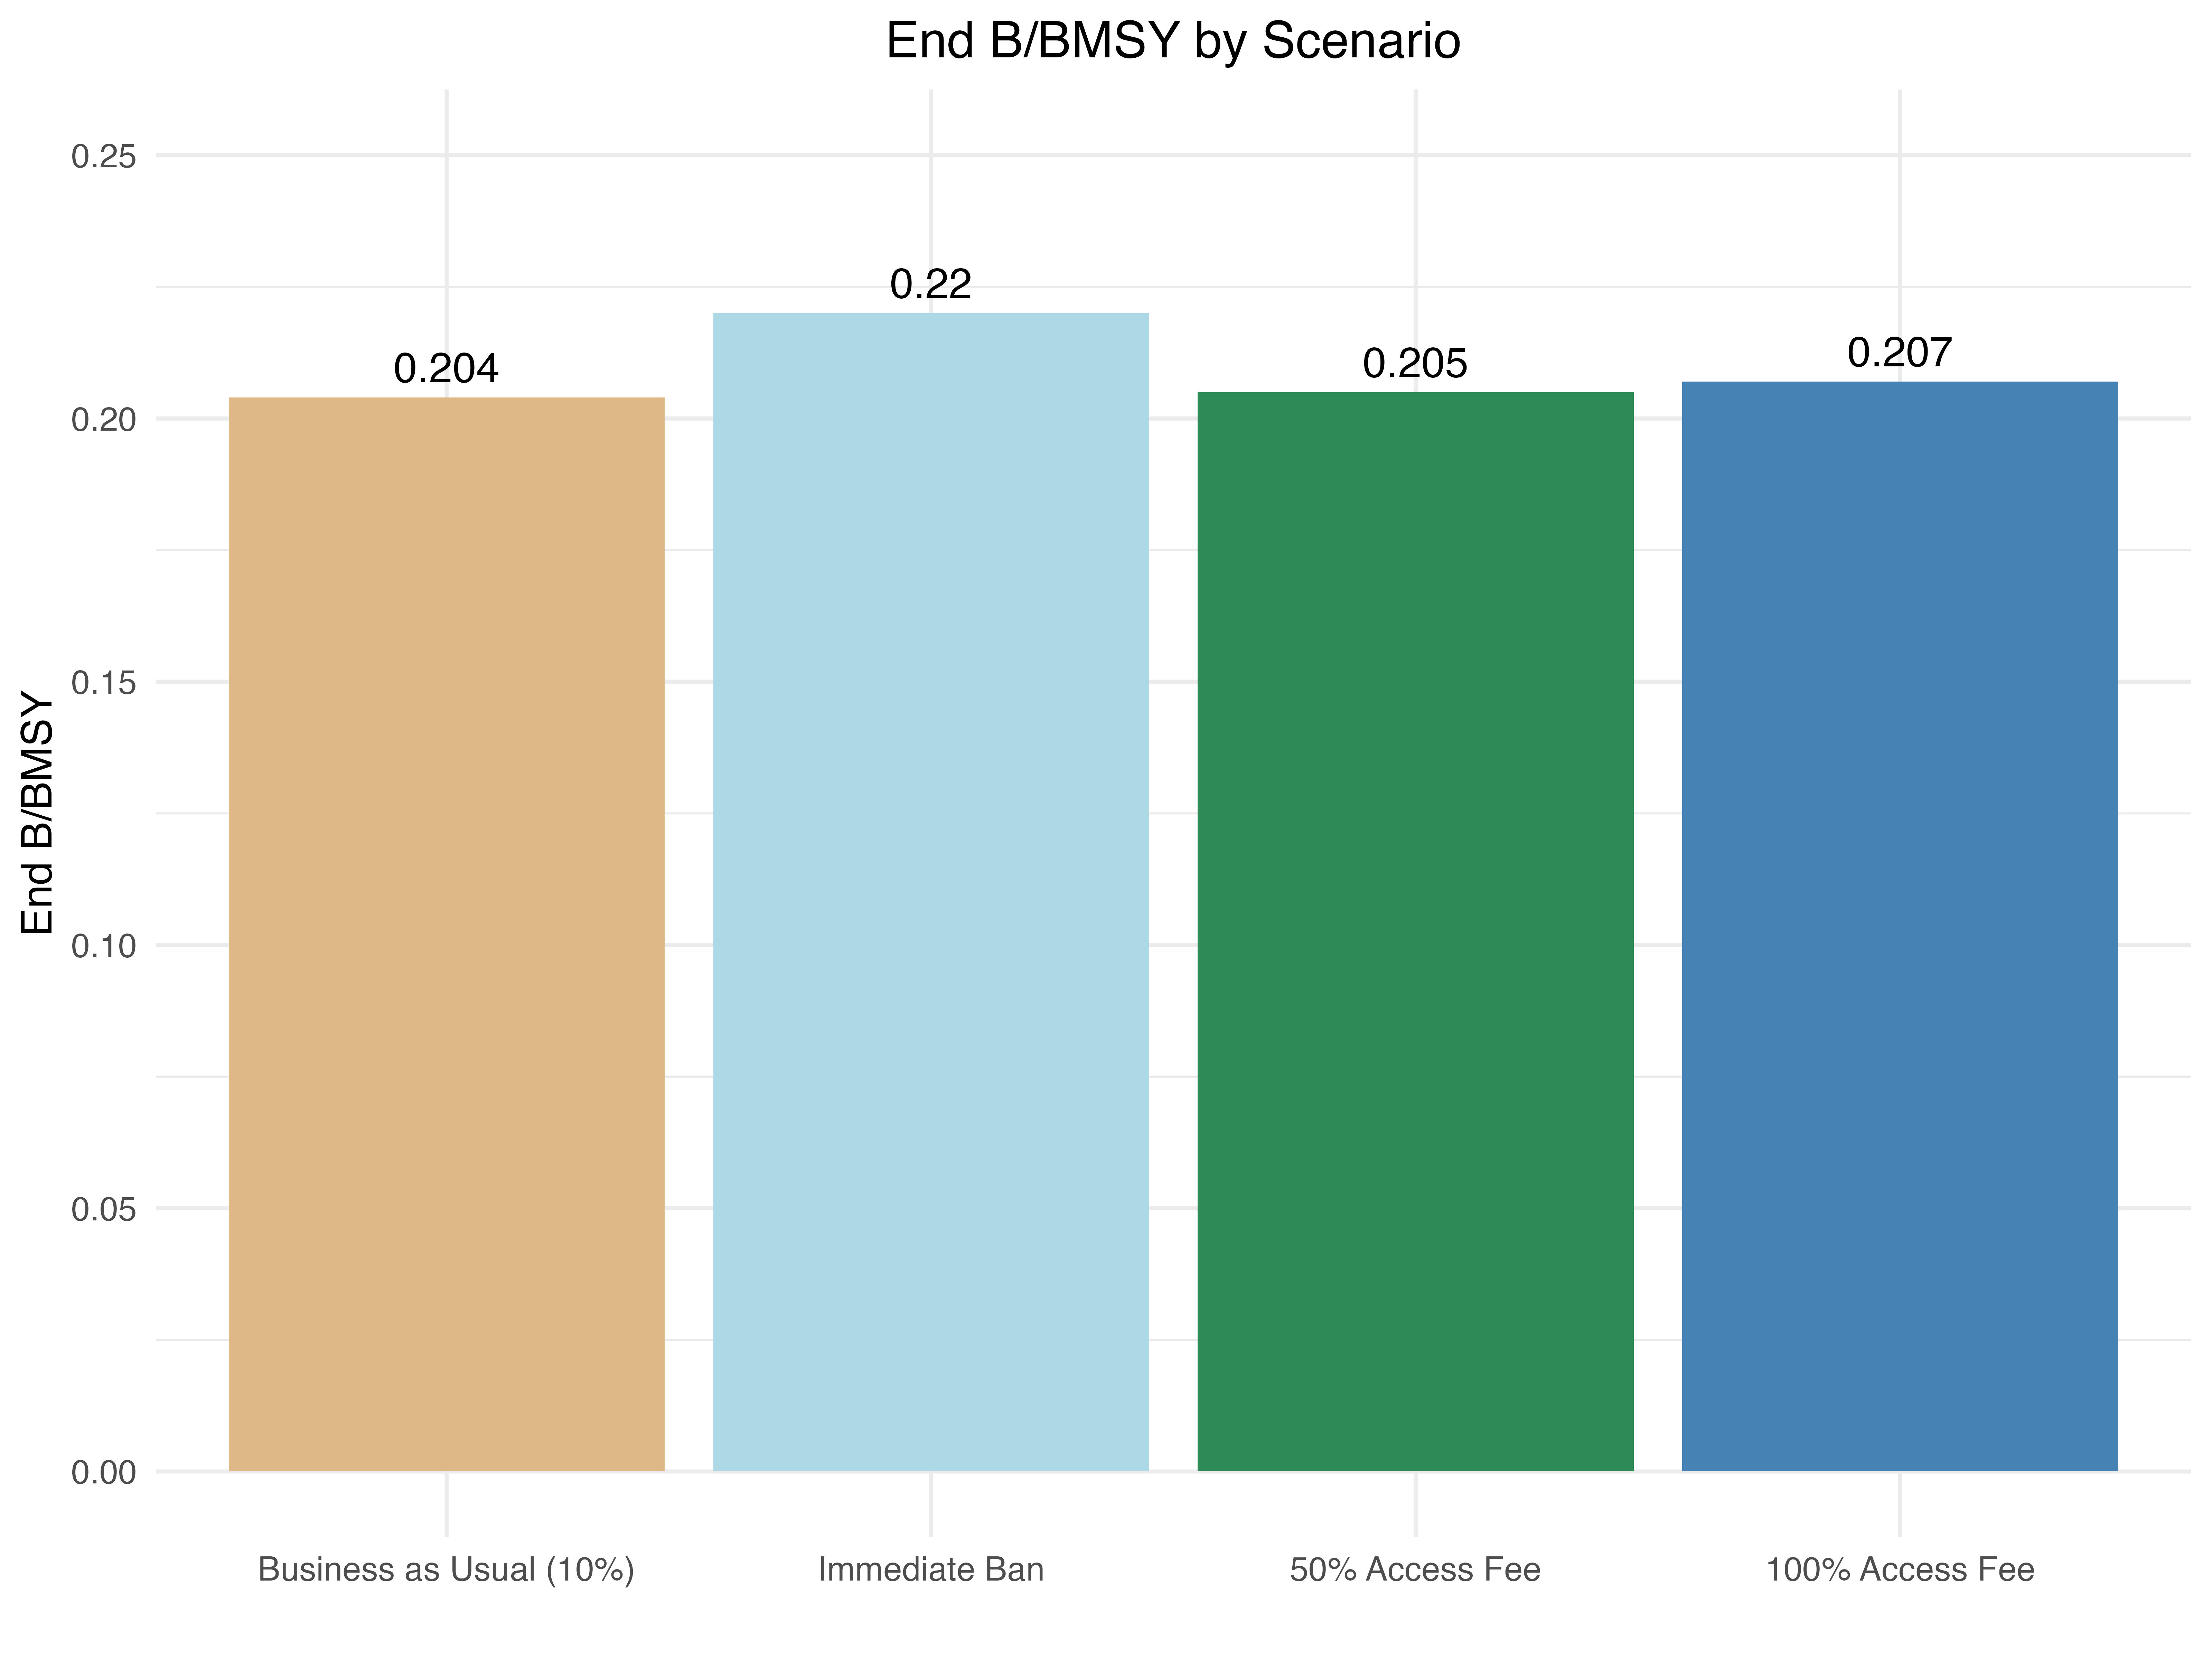 End B/BMSY by Scenario
End B/BMSY
0.25
0.20
0.15
0.10
0.05
0.00
0.204
0.22
0.205
0.207
Business as Usual (10%)
Immediate Ban
50% Access Fee
100% Access Fee